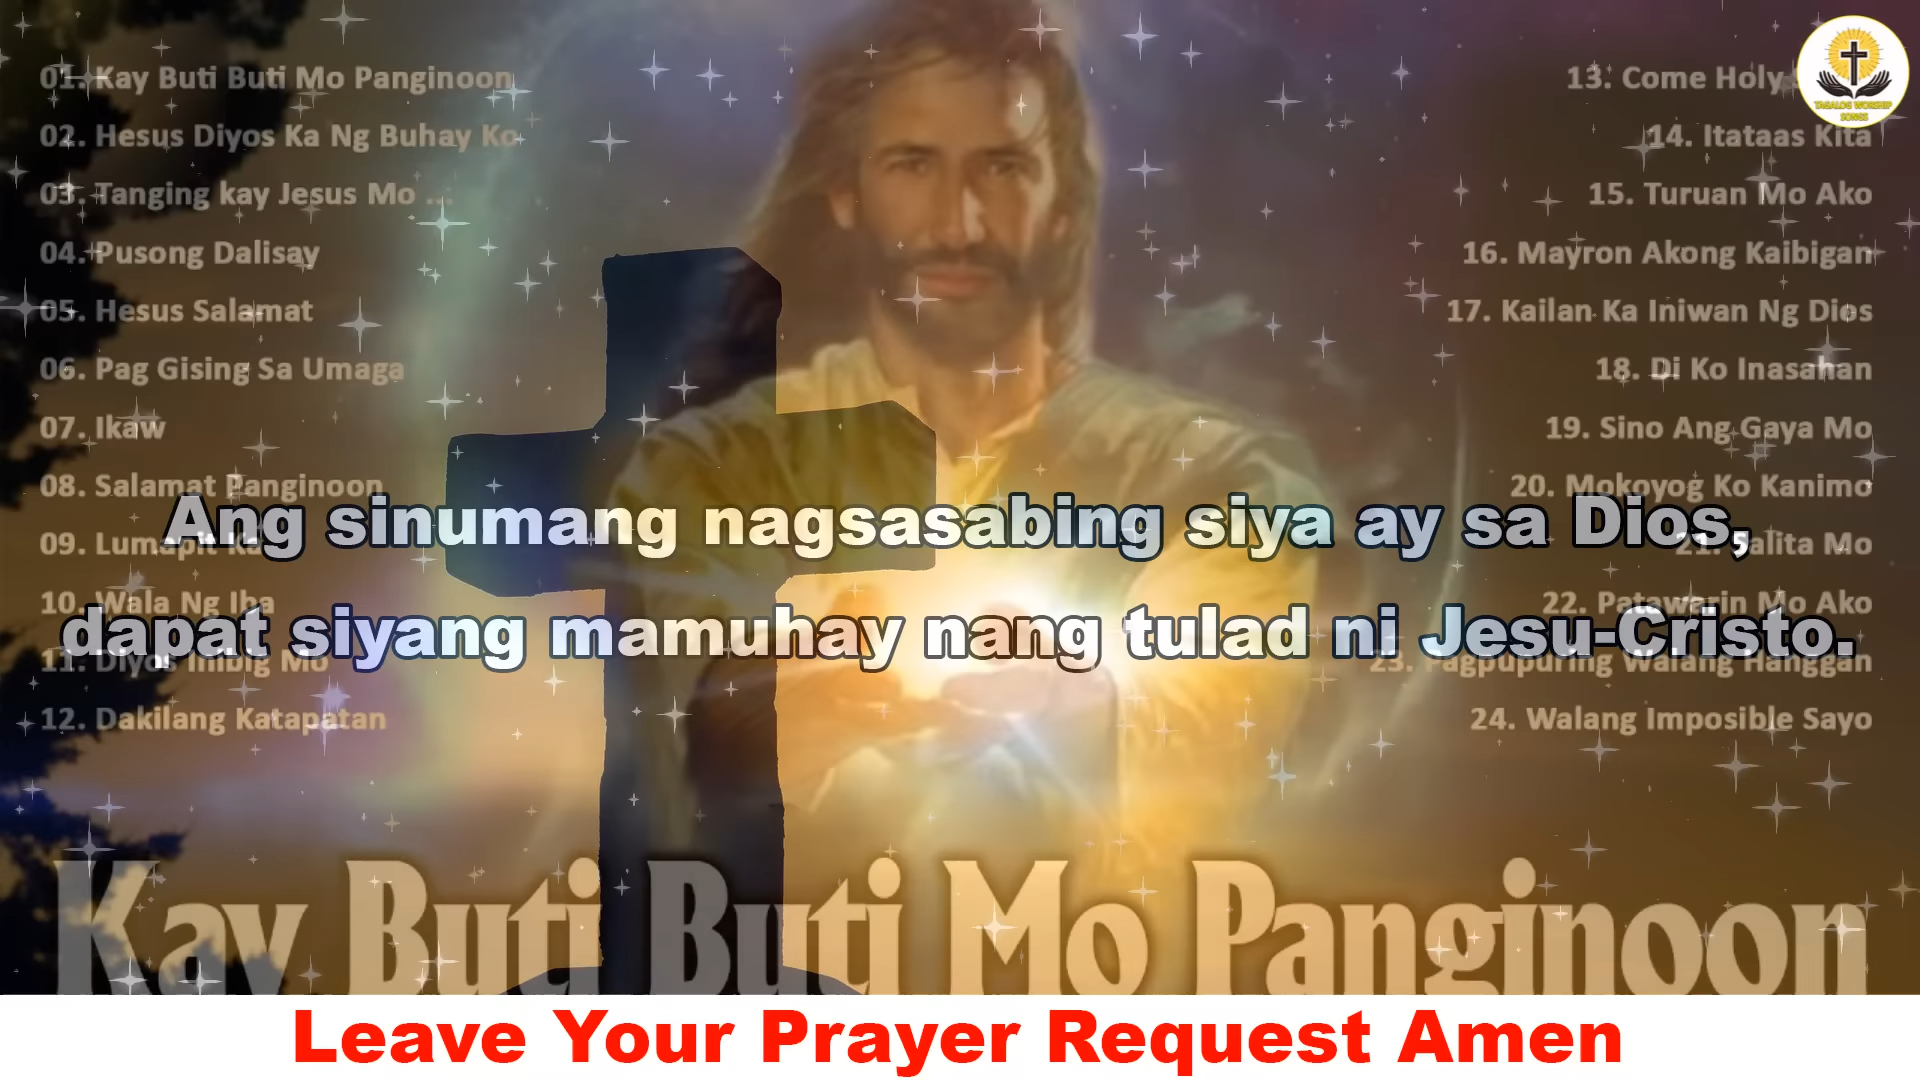 01. Kay Buti Buti Mo Panginoon
02. Hesus Diyos Ka Ng Buhay Ko
03. Tanging kay Jesus Mo ...
04. Pusong Dalisay
05. Hesus Salamat
06. Pag Gising Sa Umaga
07. Ikaw
08. Salamat Panginoon
09. Lumapit Ka
10. Wala Ng Iba
11. Diyos Inibig Mo
12. Dakilang Katapatan
13. Come Holy
14. Itataas Kita
15. Turuan Mo Ako
16. Mayron Akong Kaibigan
17. Kailan Ka Iniwan Ng Dios
18. Di Ko Inasahan
19. Sino Ang Gaya Mo
20. Mokoyog Ko Kanimo
21. Mo
22. Patawarin Mo Ako
23. Pagpupuring Walang Hanggan
24. Walang Imposible Sayo
TAGALOG WORSHIP
SONGS
Ang sinumang nagsasabing siya ay sa Dios,
dapat siyang mamuhay nang tulad ni Jesu-Cristo.
Kay Buti Buti Mo Panginoon
Leave Your Prayer Request Amen